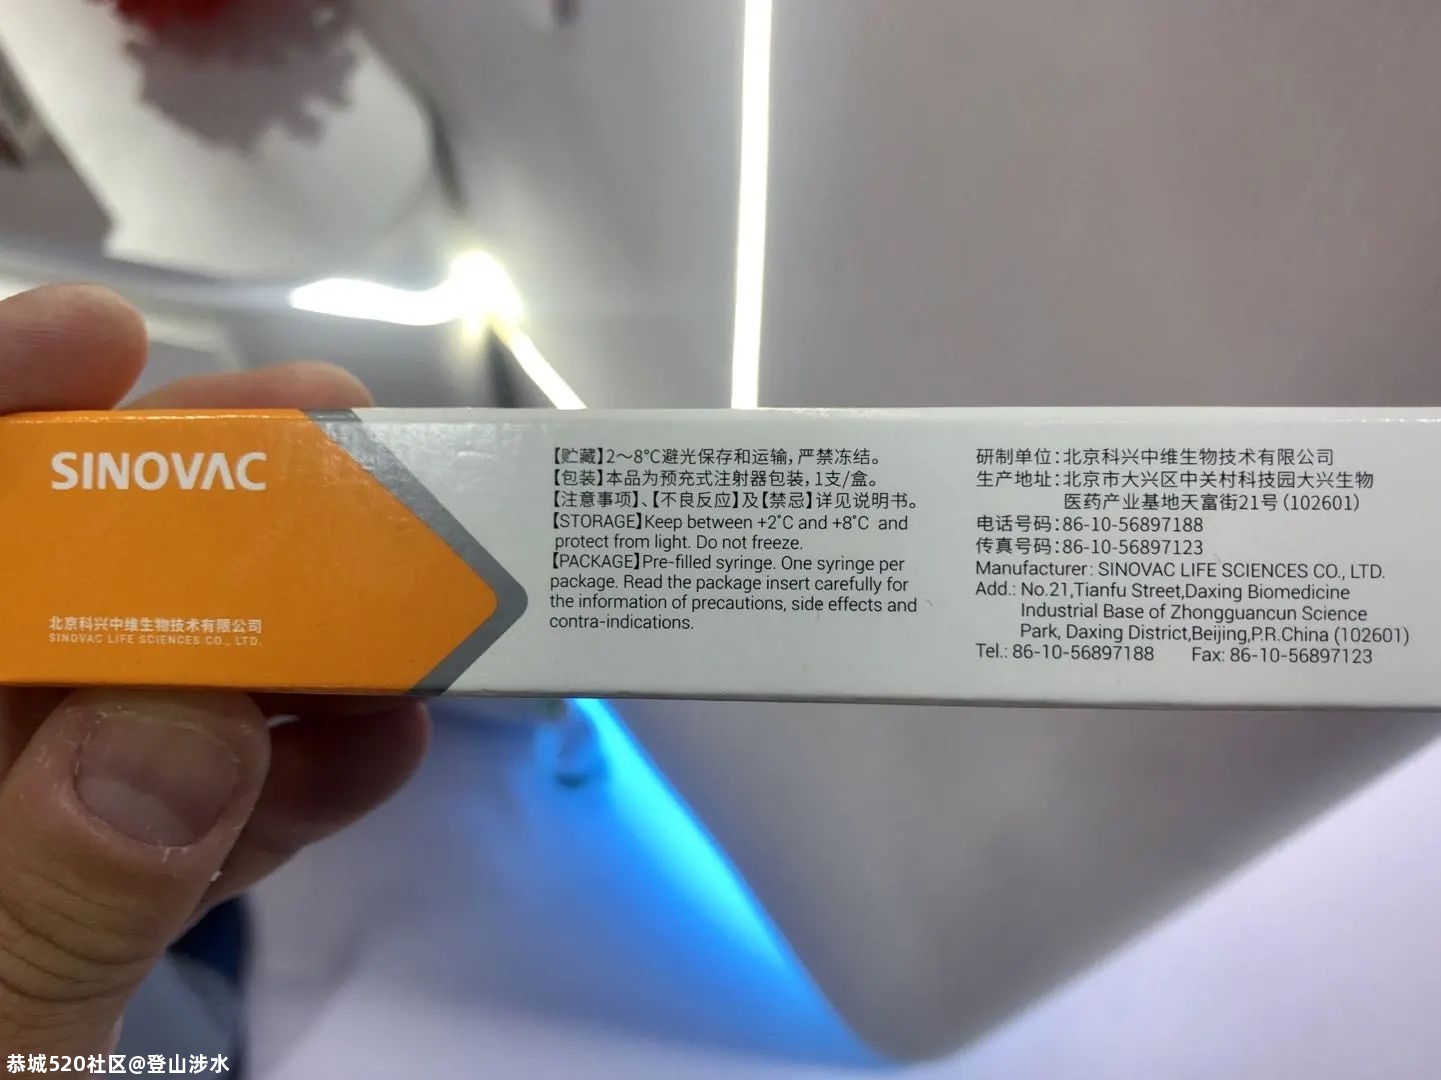 SINOVAC
北京科兴中维生物技术有限公司
SINOVAC LIFE SCIENCES CO., LTD.
【贮藏】2～8℃避光保存和运输,严禁冻结。
【包装】本品为预充式注射器包装,1支/盒。
【注意事项】、【不良反应】及【禁忌】详见说明书。
【STORAGE】Keep between +2˚C and +8˚C and
protect from light. Do not freeze.
【PACKAGE】Pre-filled syringe. One syringe per
package. Read the package insert carefully for
the information of precautions, side effects and
contra-indications.
研制单位:北京科兴中维生物技术有限公司
生产地址:北京市大兴区中关村科技园大兴生物
医药产业基地天富街21号(102601)
电话号码:86-10-56897188
传真号码:86-10-56897123
Manufacturer: SINOVAC LIFE SCIENCES CO., LTD.
Add.: No.21,Tianfu Street,Daxing Biomedicine
Industrial Base of Zhongguancun Science
Park, Daxing District,Beijing,P.R.China (102601)
Tel.: 86-10-56897188 Fax: 86-10-56897123
恭城520社区@登山涉水